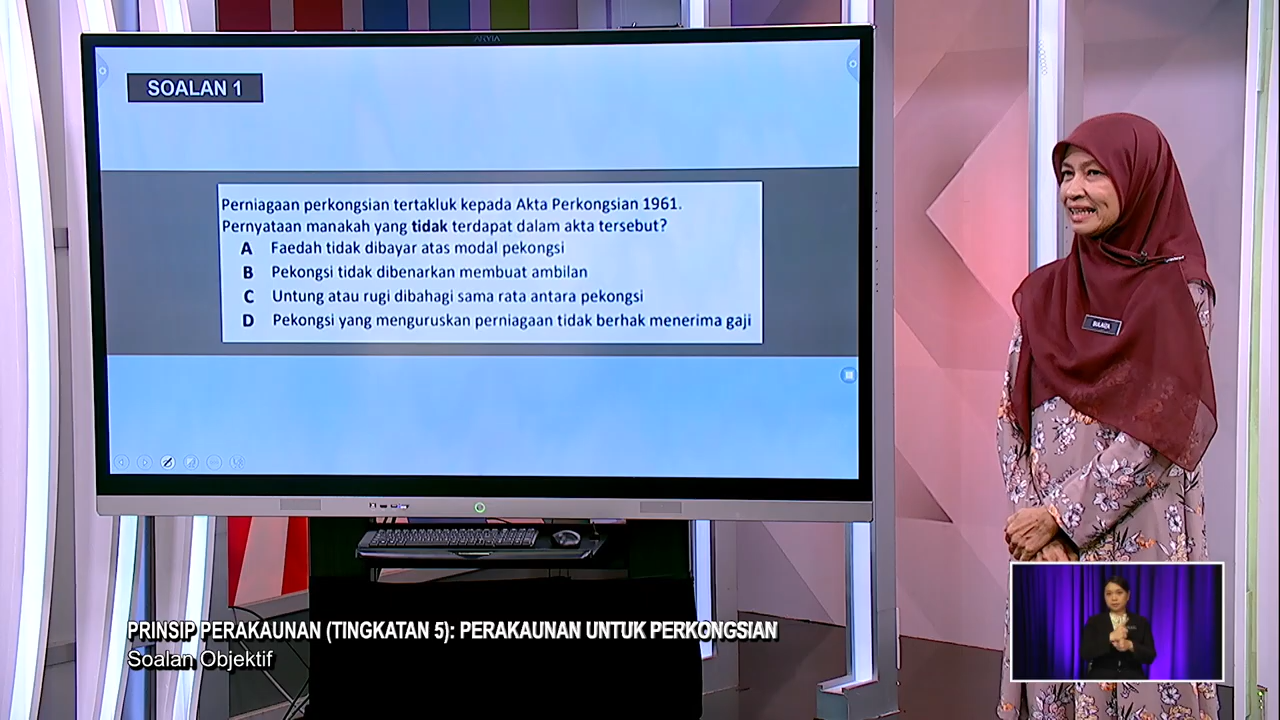 ARVIA
SOALAN 1
Perniagaan perkongsian tertakluk kepada Akta Perkongsian 1961.
Pernyataan manakah yang tidak terdapat dalam akta tersebut?
A Faedah tidak dibayar atas modal pekongsi
B Pekongsi tidak dibenarkan membuat ambilan
C Untung atau rugi dibahagi sama rata antara pekongsi
D Pekongsi yang menguruskan perniagaan tidak berhak menerima gaji
PRINSIP PERAKAUNAN (TINGKATAN 5): PERAKAUNAN UNTUK PERKONGSIAN
Soalan Objektif